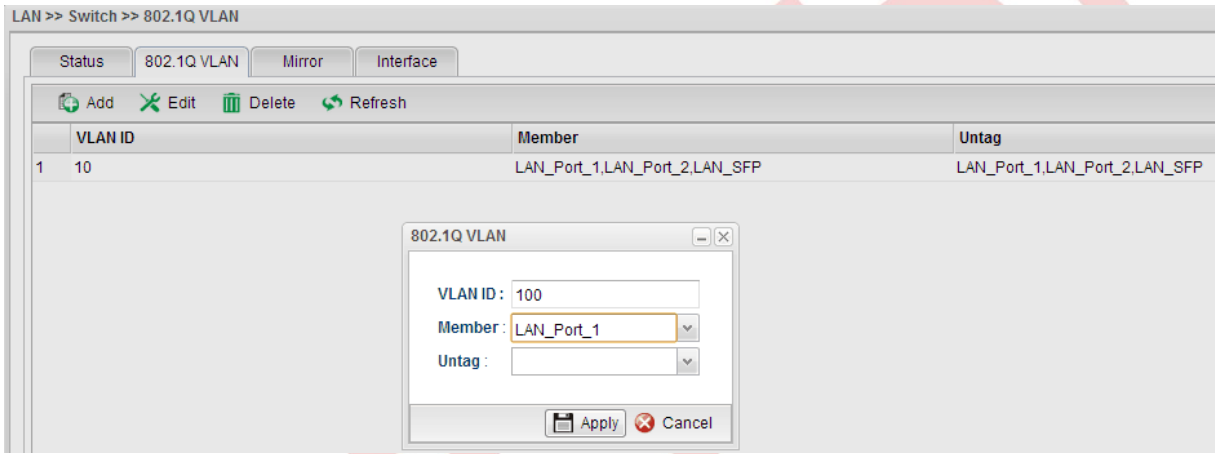 LAN >> Switch >> 802.1Q VLAN
Status 802.1Q VLAN Mirror Interface
Add Edit Delete Refresh
VLAN ID Member Untag
1 10 LAN_Port_1,LAN_Port_2,LAN_SFP LAN_Port_1,LAN_Port_2,LAN_SFP
802.1Q VLAN
VLAN ID : 100
Member : LAN_Port_1
Untag :
Apply Cancel